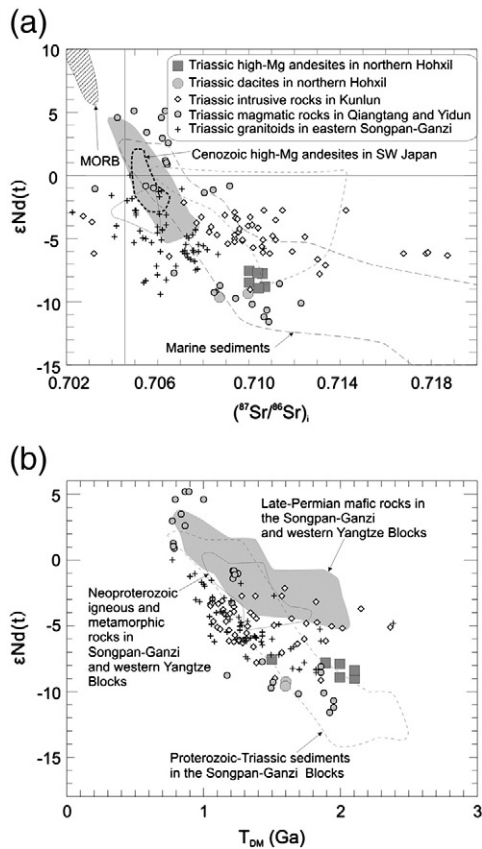 (a)
10
5
0
-5
-10
-15
εNd(t)
Triassic high-Mg andesites in northern Hohxil
Triassic dacites in northern Hohxil
Triassic intrusive rocks in Kunlun
Triassic magmatic rocks in Qiangtang and Yidun
Triassic granitoids in eastern Songpan-Ganzi
MORB
Cenozoic high-Mg andesites in SW Japan
Marine sediments
0.702
0.706
0.710
0.714
0.718
(87Sr/86Sr)i
(b)
5
0
-5
-10
-15
εNd(t)
Late-Permian mafic rocks in
the Songpan-Ganzi
and western Yangtze Blocks
Neoproterozoic
igneous and
metamorphic
rocks in
Songpan-Ganzi
and western Yangtze
Blocks
Proterozoic-Triassic sediments
in the Songpan-Ganzi Blocks
0
1
2
3
TDM (Ga)